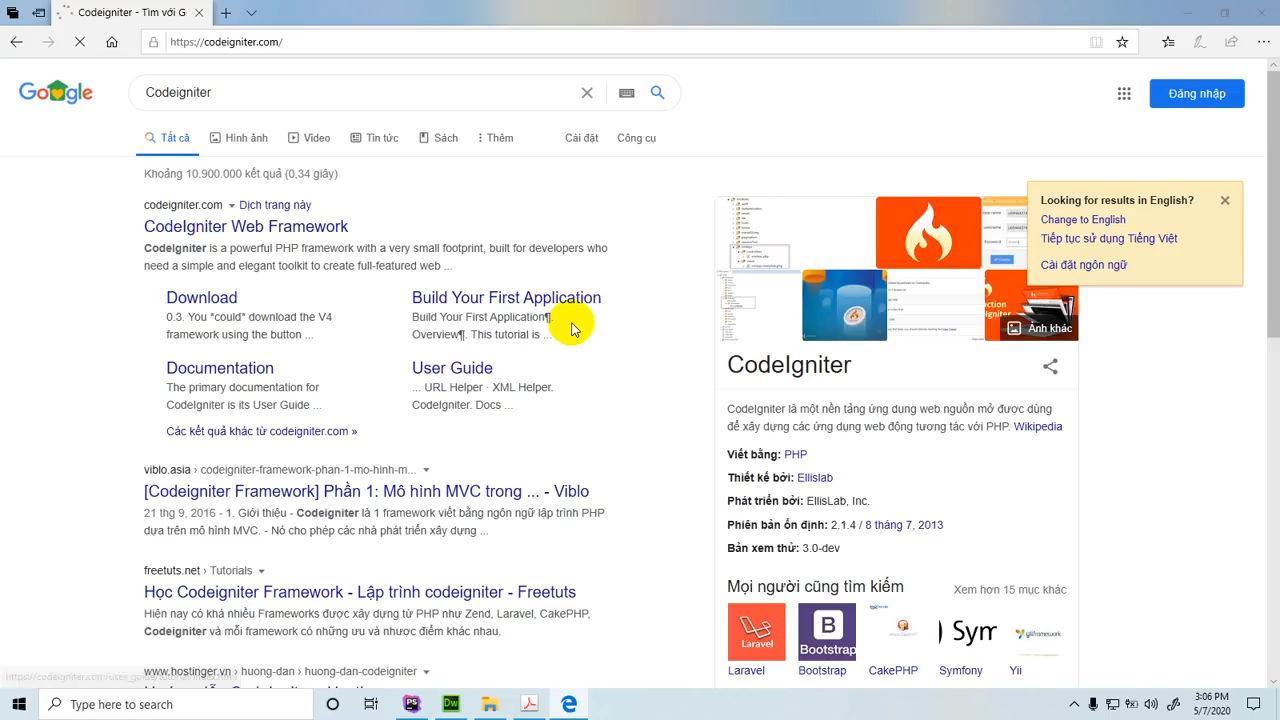 Codeigniter - Tìm
https://codeigniter.com/
Google
Codeigniter
Đăng nhập
Tất cả
Hình ảnh
Video
Tin tức
Sách
Thêm
Cài đặt
Công cụ
Khoảng 10.900.000 kết quả (0,34 giây)
codeigniter.com
Dịch trang này
CodeIgniter Web Framework
CodeIgniter is a powerful PHP framework with a very small footprint, built for developers who
need a simple and elegant toolkit to create full-featured web ...
Download
0.3. You "could" download the V4
framework using the links ...
Build Your First Application
Build Your First Application¶
Overview¶. This tutorial is ...
Documentation
The primary documentation for
CodeIgniter is its User Guide ...
User Guide
... URL Helper · XML Helper.
CodeIgniter. Docs ...
Các kết quả khác từ codeigniter.com »
viblo.asia › codeigniter-framework-phan-1-mo-hinh-m...
[Codeigniter Framework] Phần 1: Mô hình MVC trong ... - Viblo
21 thg 9, 2016 - 1. Giới thiệu - Codeigniter là 1 framework viết bằng ngôn ngữ lập trình PHP
dựa trên mô hình MVC. - Nó cho phép các nhà phát triển xây dựng ...
freetuts.net › Tutorials
Học Codeigniter Framework - Lập trình codeigniter - Freetuts
Hiện nay có khá nhiều Frameworks được xây dựng từ PHP như Zend, Laravel, CakePHP,
Codeigniter và mỗi framework có những ưu và nhược điểm khác nhau.
www.hostinger.vn › huong-dan › huong-dan-codeigniter
Looking for results in English?
Change to English
Tiếp tục sử dụng Tiếng
Cài đặt ngôn ngữ
Ảnh khác
CodeIgniter
CodeIgniter là một nền tảng ứng dụng web nguồn mở được dùng
để xây dựng các ứng dụng web động tương tác với PHP. Wikipedia
Viết bằng: PHP
Thiết kế bởi: Ellislab
Phát triển bởi: EllisLab, Inc.
Phiên bản ổn định: 2.1.4 / 8 tháng 7, 2013
Bản xem thử: 3.0-dev
Mọi người cũng tìm kiếm
Xem hơn 15 mục khác
Laravel
B
Bootstrap
Sym
yiiframework
Laravel
Bootstrap
CakePHP
Symfony
Yii
Type here to search
Ps
Dw
3:06 PM
5/7/2020